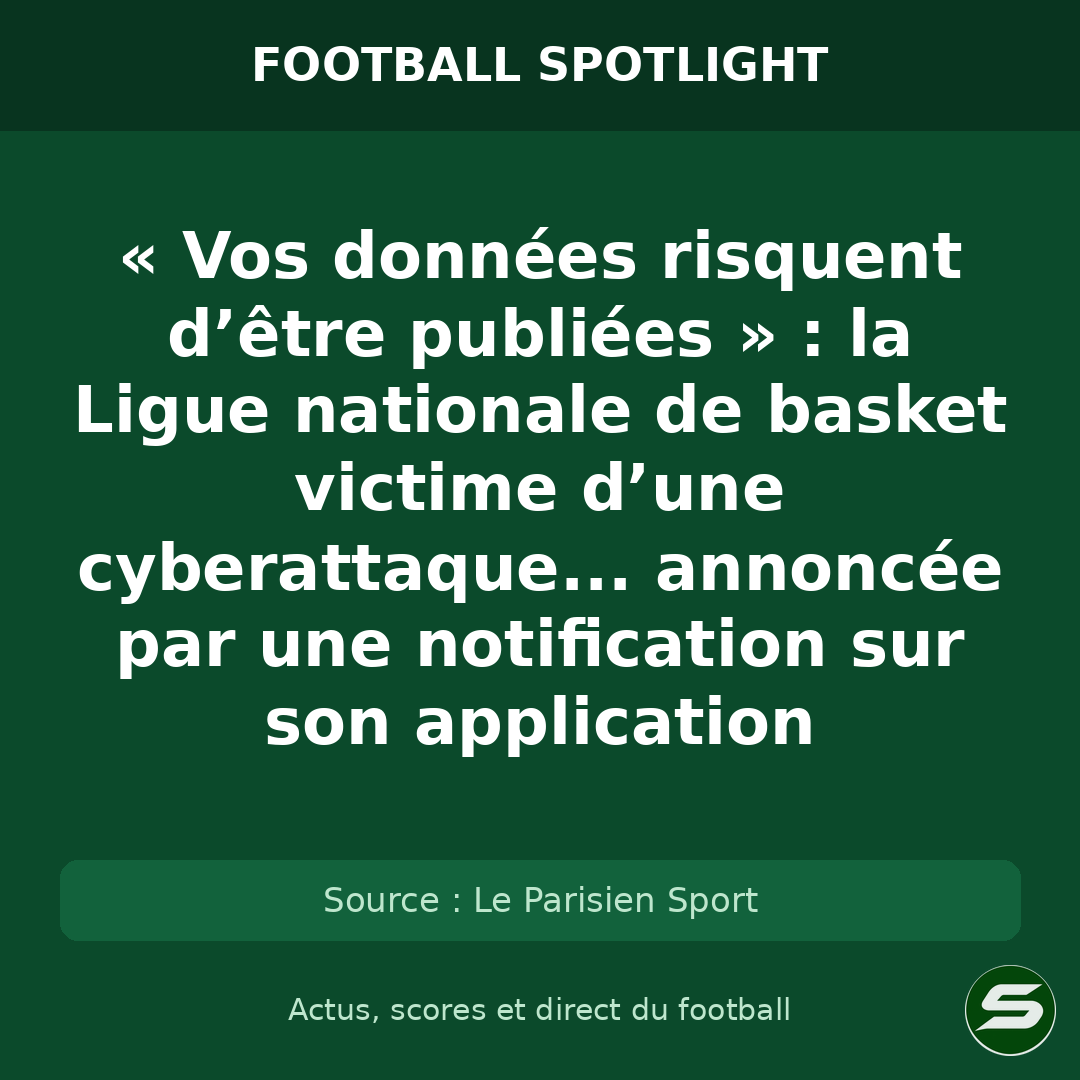 FOOTBALL SPOTLIGHT
« Vos données risquent
d’être publiées » : la
Ligue nationale de basket
victime d’une
cyberattaque... annoncée
par une notification sur
son application
Source : Le Parisien Sport
Actus, scores et direct du football
S